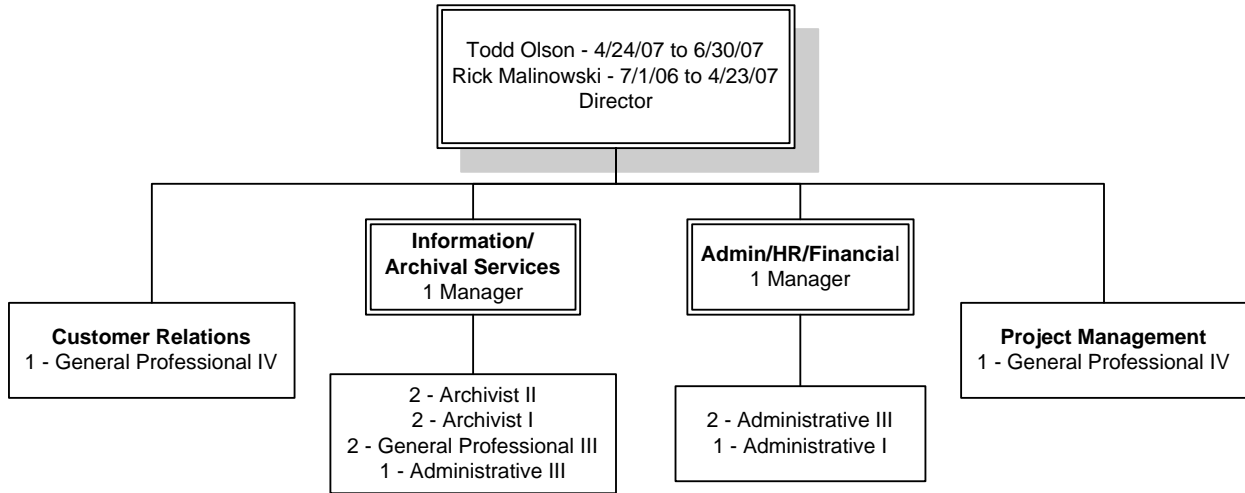 Todd Olson - 4/24/07 to 6/30/07
Rick Malinowski - 7/1/06 to 4/23/07
Director
Information/
Archival Services
1 Manager
Admin/HR/Financial
1 Manager
Customer Relations
1 - General Professional IV
Project Management
1 - General Professional IV
2 - Archivist II
2 - Archivist I
2 - General Professional III
1 - Administrative III
2 - Administrative III
1 - Administrative I